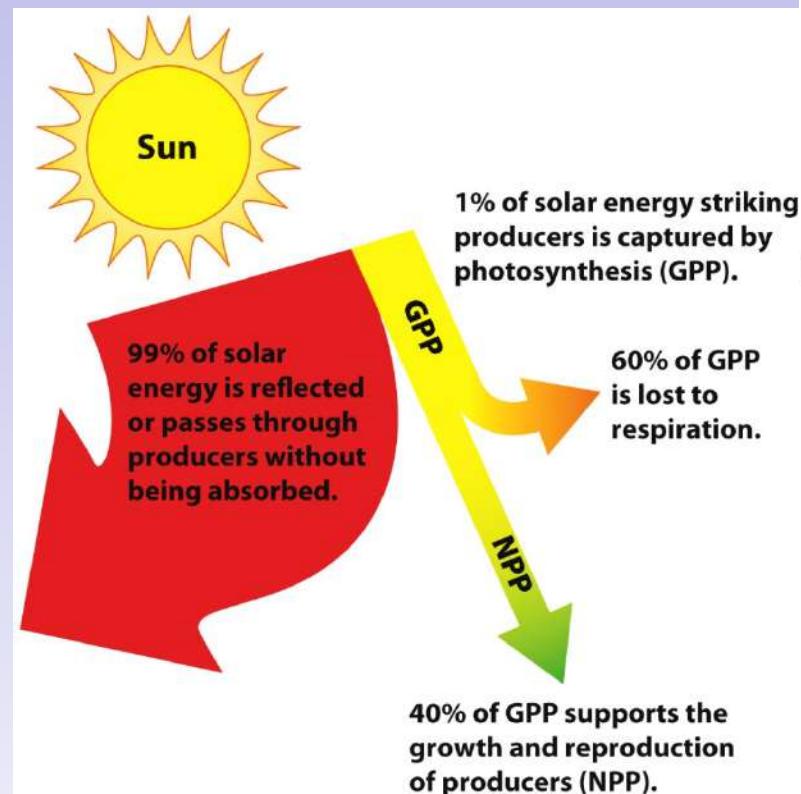 Sun
1% of solar energy striking
producers is captured by
photosynthesis (GPP).
GPP
99% of solar
energy is reflected
or passes through
producers without
being absorbed.
60% of GPP
is lost to
respiration.
NPP
40% of GPP supports the
growth and reproduction
of producers (NPP).